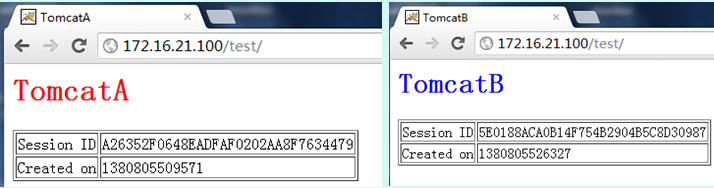 TomcatA
172.16.21.100/test/
TomcatA
Session ID A26352F0648EADFAF0202AA8F7634479
Created on 1380805509571
TomcatB
172.16.21.100/test/
TomcatB
Session ID 5E0188ACA0B14F754B2904B5C8D30987
Created on 1380805526327